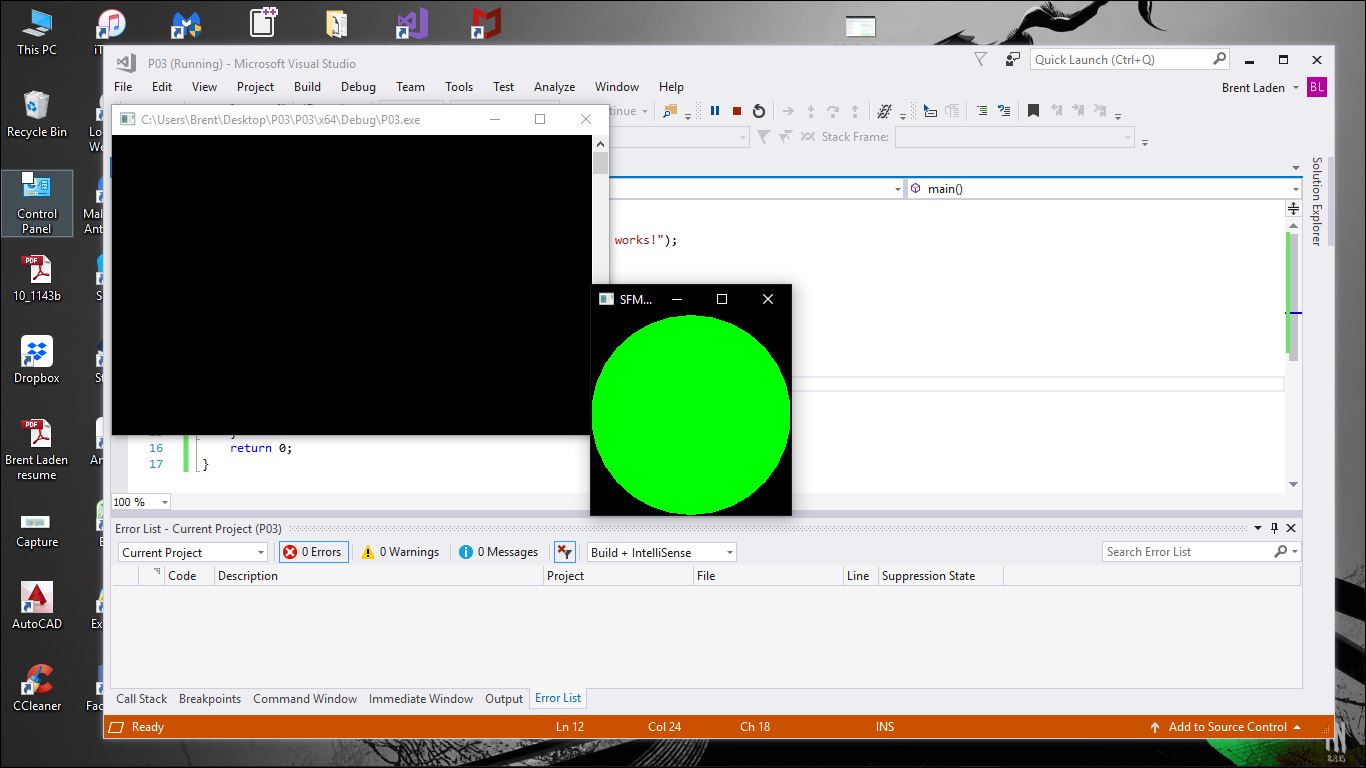 This PC
iT
Recycle Bin
Lo
We
Control
Panel
Mal
Ant
PDF
10_1143b
S
Dropbox
St
PDF
Brent Laden
resume
An
Capture
E
AutoCAD
Ex
CCleaner
Fac
P03 (Running) - Microsoft Visual Studio
Quick Launch (Ctrl+Q)
File Edit View Project Build Debug Team Tools Test Analyze Window Help
Brent Laden BL
C:\Users\Brent\Desktop\P03\P03\x64\Debug\P03.exe
Stack Frame:
main()
Solution Explorer
works!");
SFM...
16 return 0;
17 }
100 %
Error List - Current Project (P03)
Current Project 0 Errors 0 Warnings 0 Messages Build + IntelliSense Search Error List
Code Description Project File Line Suppression State
Call Stack Breakpoints Command Window Immediate Window Output Error List
Ready Ln 12 Col 24 Ch 18 INS Add to Source Control